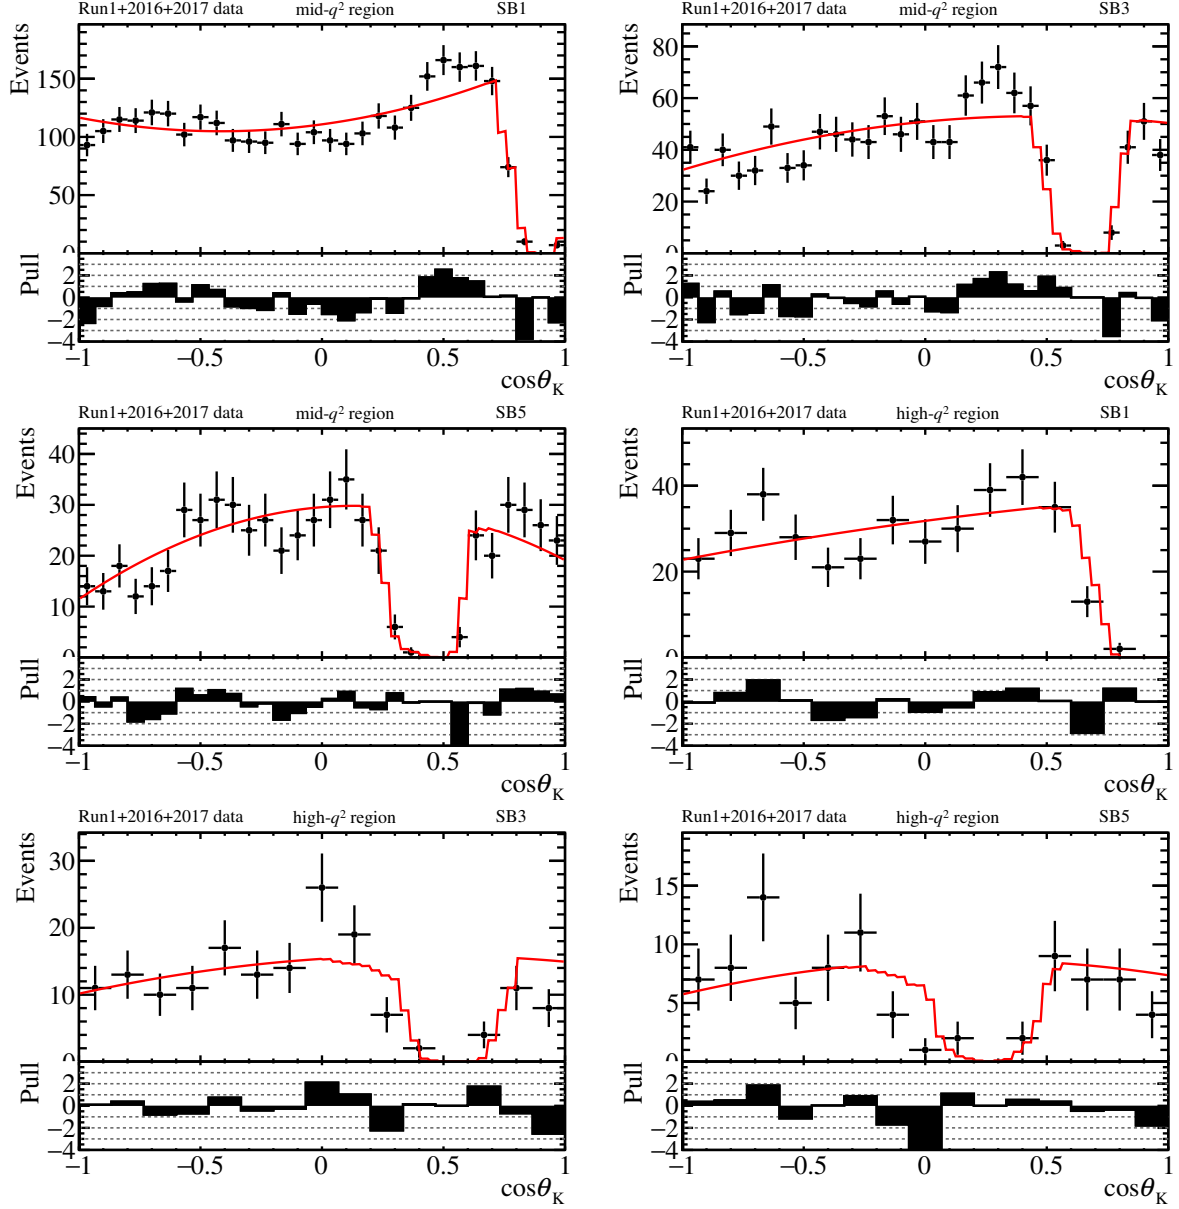 Run1+2016+2017 data mid-q² region SB1
Events
150
100
50
0
Pull
2
0
−2
−4
−1 −0.5 0 0.5 1
cosθK
Run1+2016+2017 data mid-q² region SB3
Events
80
60
40
20
0
Pull
2
0
−2
−4
−1 −0.5 0 0.5 1
cosθK
Run1+2016+2017 data mid-q² region SB5
Events
40
30
20
10
0
Pull
2
0
−2
−4
−1 −0.5 0 0.5 1
cosθK
Run1+2016+2017 data high-q² region SB1
Events
40
20
0
Pull
2
0
−2
−4
−1 −0.5 0 0.5 1
cosθK
Run1+2016+2017 data high-q² region SB3
Events
30
20
10
0
Pull
2
0
−2
−4
−1 −0.5 0 0.5 1
cosθK
Run1+2016+2017 data high-q² region SB5
Events
15
10
5
0
Pull
2
0
−2
−4
−1 −0.5 0 0.5 1
cosθK